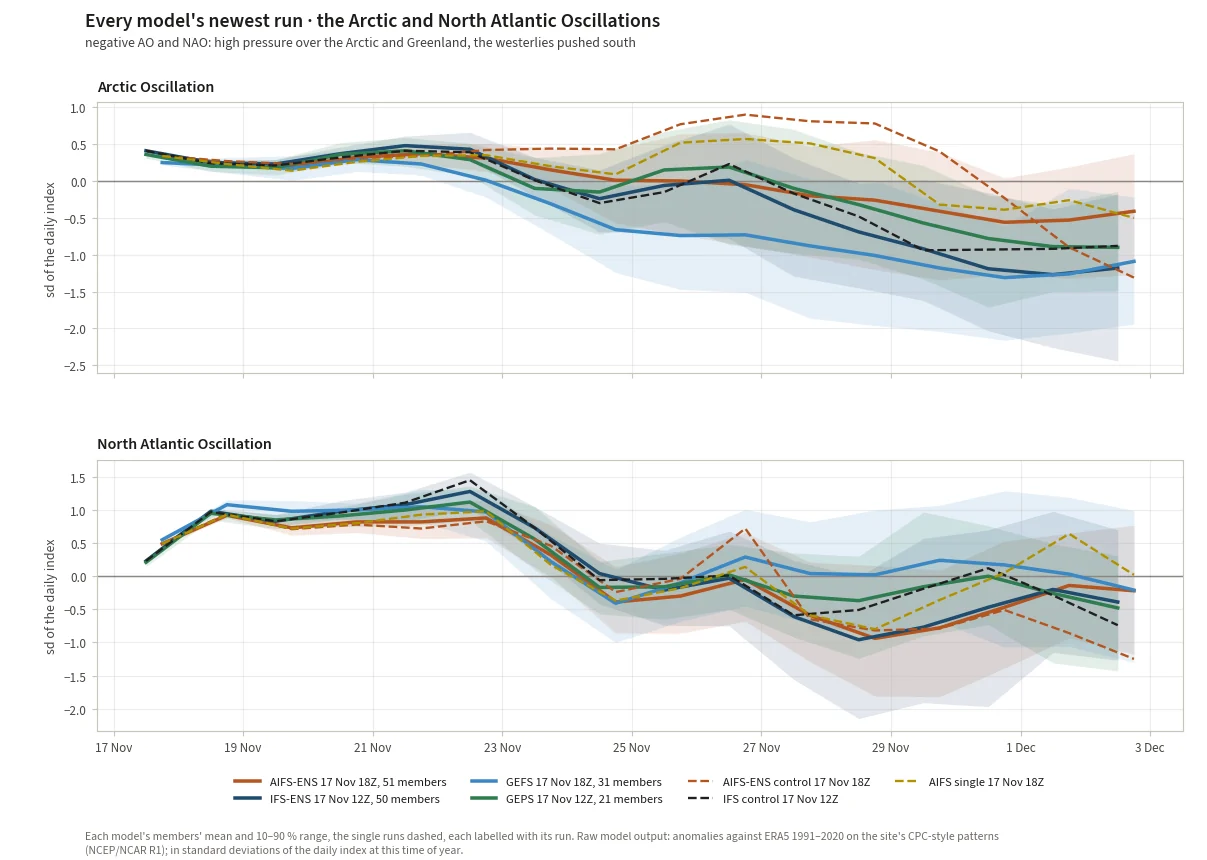 Every model's newest run · the Arctic and North Atlantic Oscillations
negative AO and NAO: high pressure over the Arctic and Greenland, the westerlies pushed south
Arctic Oscillation
sd of the daily index
1.0
0.5
0.0
−0.5
−1.0
−1.5
−2.0
−2.5
North Atlantic Oscillation
sd of the daily index
1.5
1.0
0.5
0.0
−0.5
−1.0
−1.5
−2.0
17 Nov 19 Nov 21 Nov 23 Nov 25 Nov 27 Nov 29 Nov 1 Dec 3 Dec
AIFS-ENS 17 Nov 18Z, 51 members GEFS 17 Nov 18Z, 31 members AIFS-ENS control 17 Nov 18Z AIFS single 17 Nov 18Z
IFS-ENS 17 Nov 12Z, 50 members GEPS 17 Nov 12Z, 21 members IFS control 17 Nov 12Z
Each model's members' mean and 10–90 % range, the single runs dashed, each labelled with its run. Raw model output: anomalies against ERA5 1991–2020 on the site's CPC-style patterns
(NCEP/NCAR R1); in standard deviations of the daily index at this time of year.